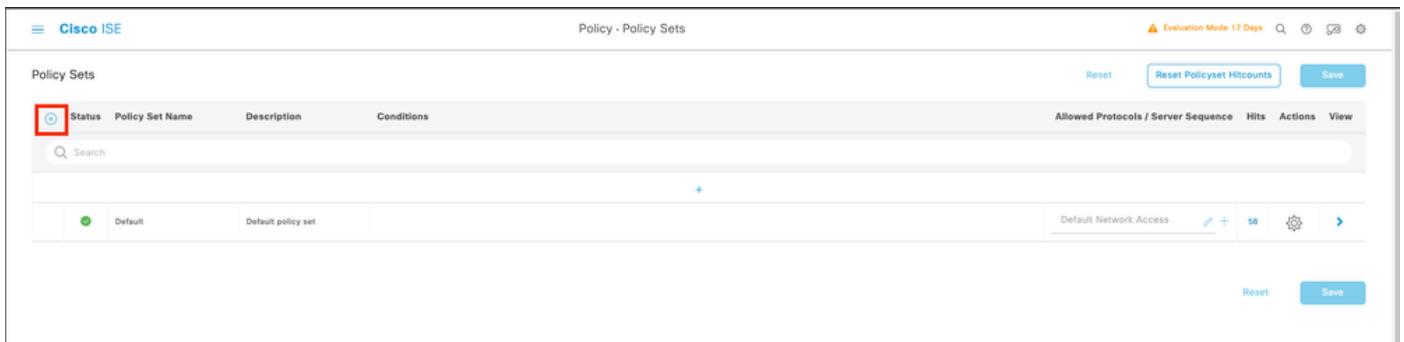 Cisco ISE
Policy · Policy Sets
Evaluation Mode 17 Days
Policy Sets
Reset
Reset Policyset Hitcounts
Save
Status Policy Set Name Description Conditions Allowed Protocols / Server Sequence Hits Actions View
Search
+
Default Default policy set Default Network Access + 58
Reset
Save